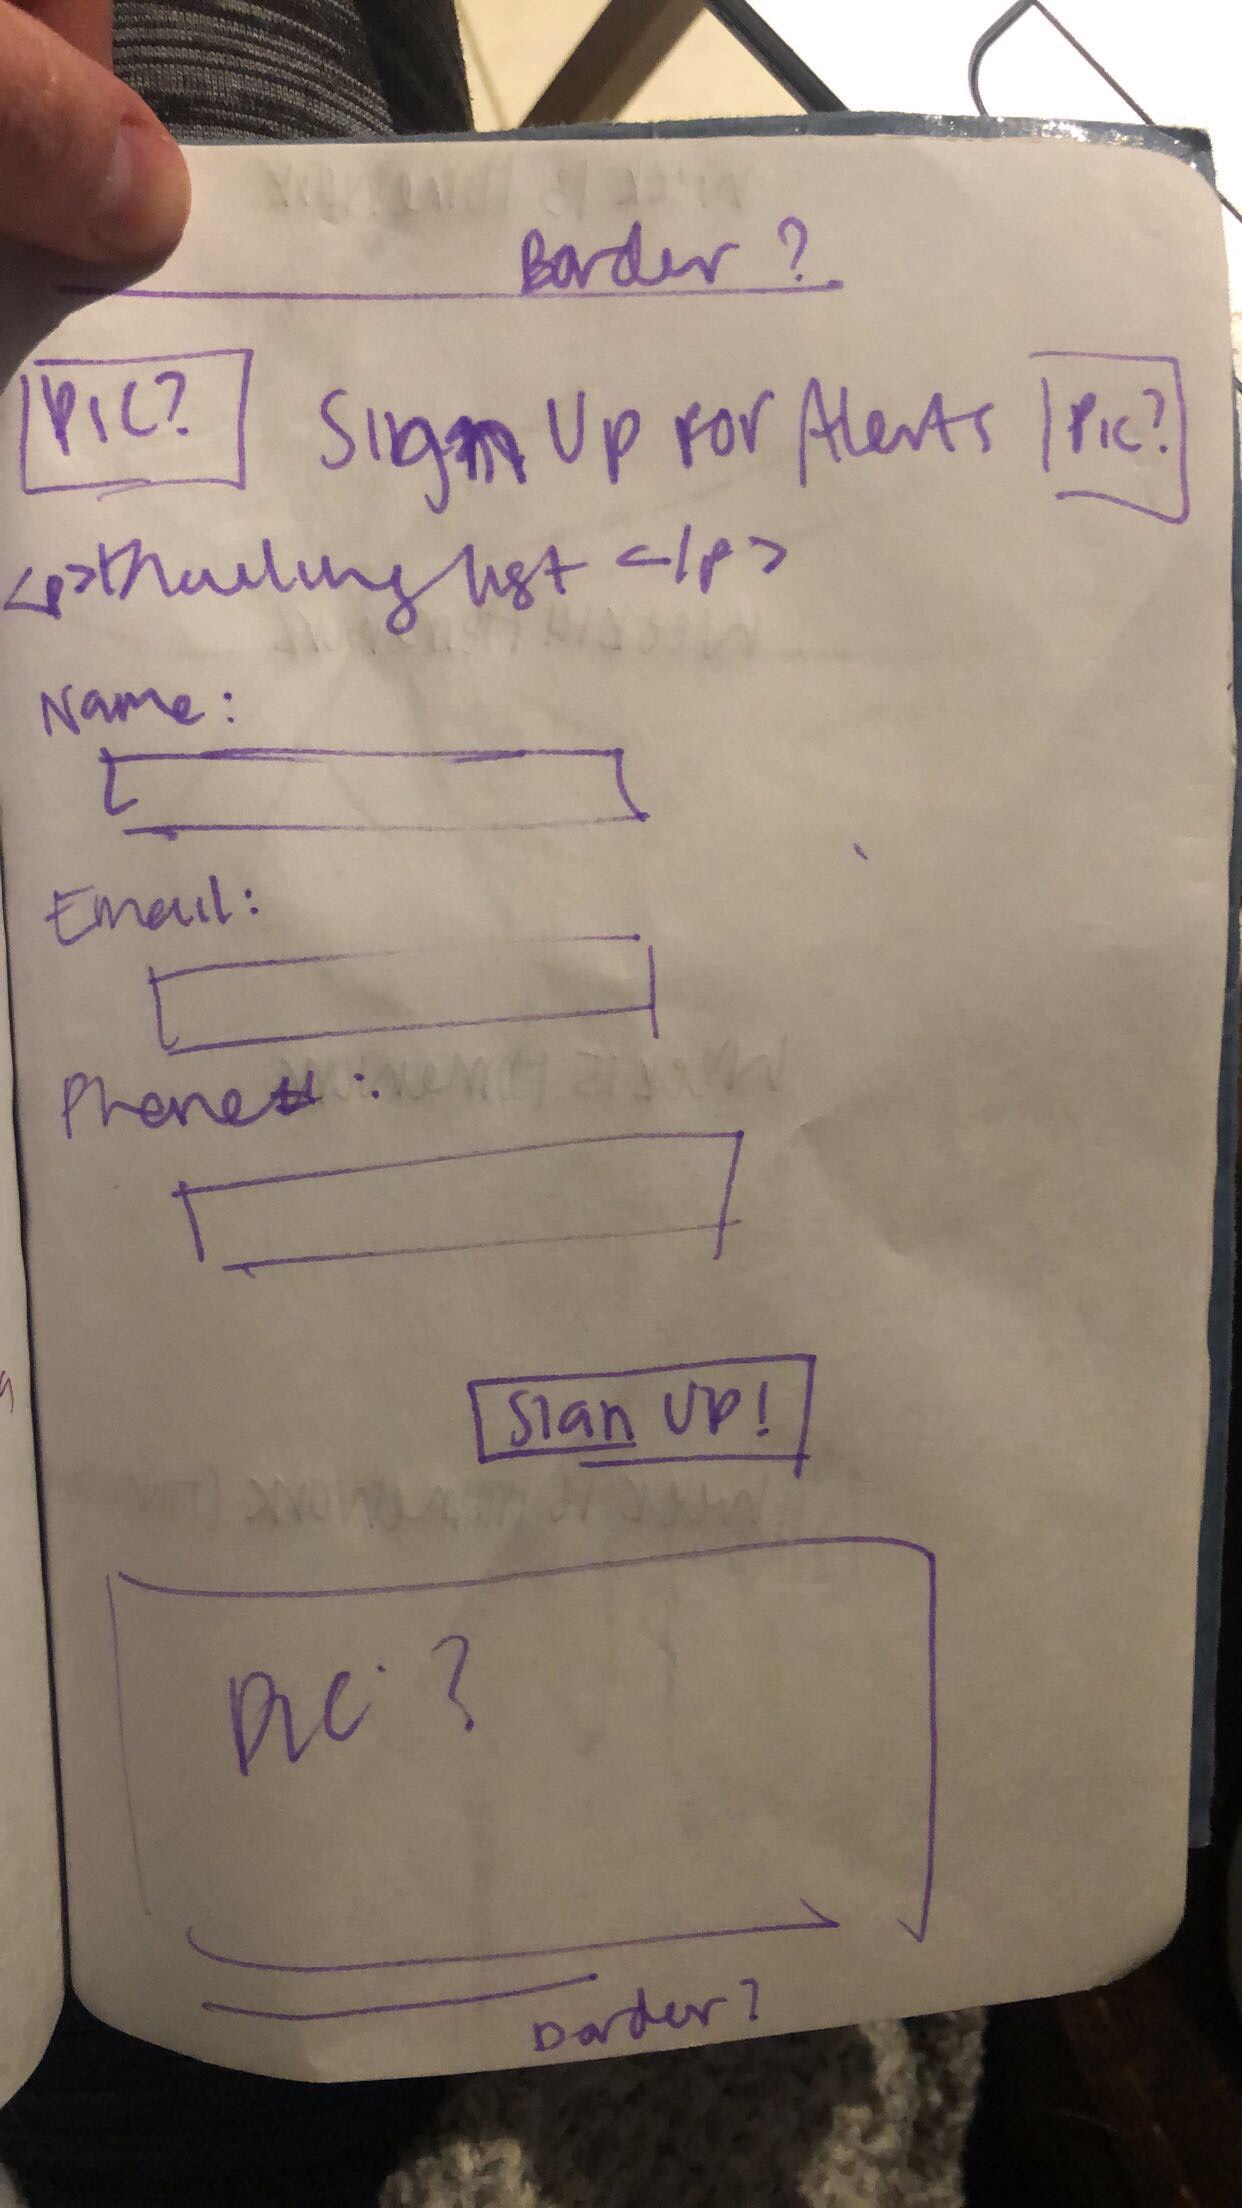 Border ?
Pic? Sign Up For Alerts Pic?
<p> mailing list </p>
Name:
Email:
Phone# :
Sign UP!
Pic ?
Border ?